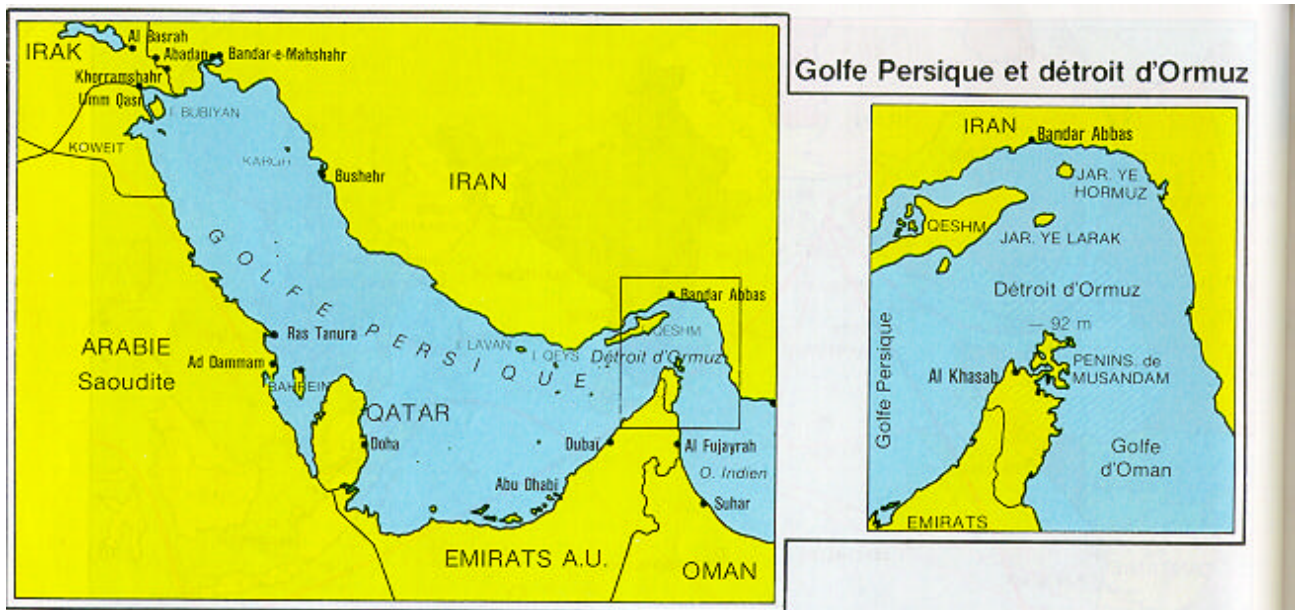 IRAK
Al Basrah
Abadan
Bandar-e-Mahshahr
Khorramshahr
Umm Qasr
I. BUBIYAN
KOWEIT
KARGH
Bushehr
IRAN
GOLFE PERSIQUE
Bandar Abbas
QESHM
I. LAVAN
I. QEYS
Détroit d'Ormuz
Ras Tanura
ARABIE
Saoudite
Ad Dammam
BAHREIN
QATAR
Doha
Dubaï
Al Fujayrah
O. Indien
Abu Dhabi
Suhar
EMIRATS A.U.
OMAN
Golfe Persique et détroit d'Ormuz
IRAN
Bandar Abbas
JAR. YE
HORMUZ
QESHM
JAR. YE LARAK
Détroit d'Ormuz
— 92 m
PENINS. de
MUSANDAM
Al Khasab
Golfe Persique
Golfe
d'Oman
EMIRATS